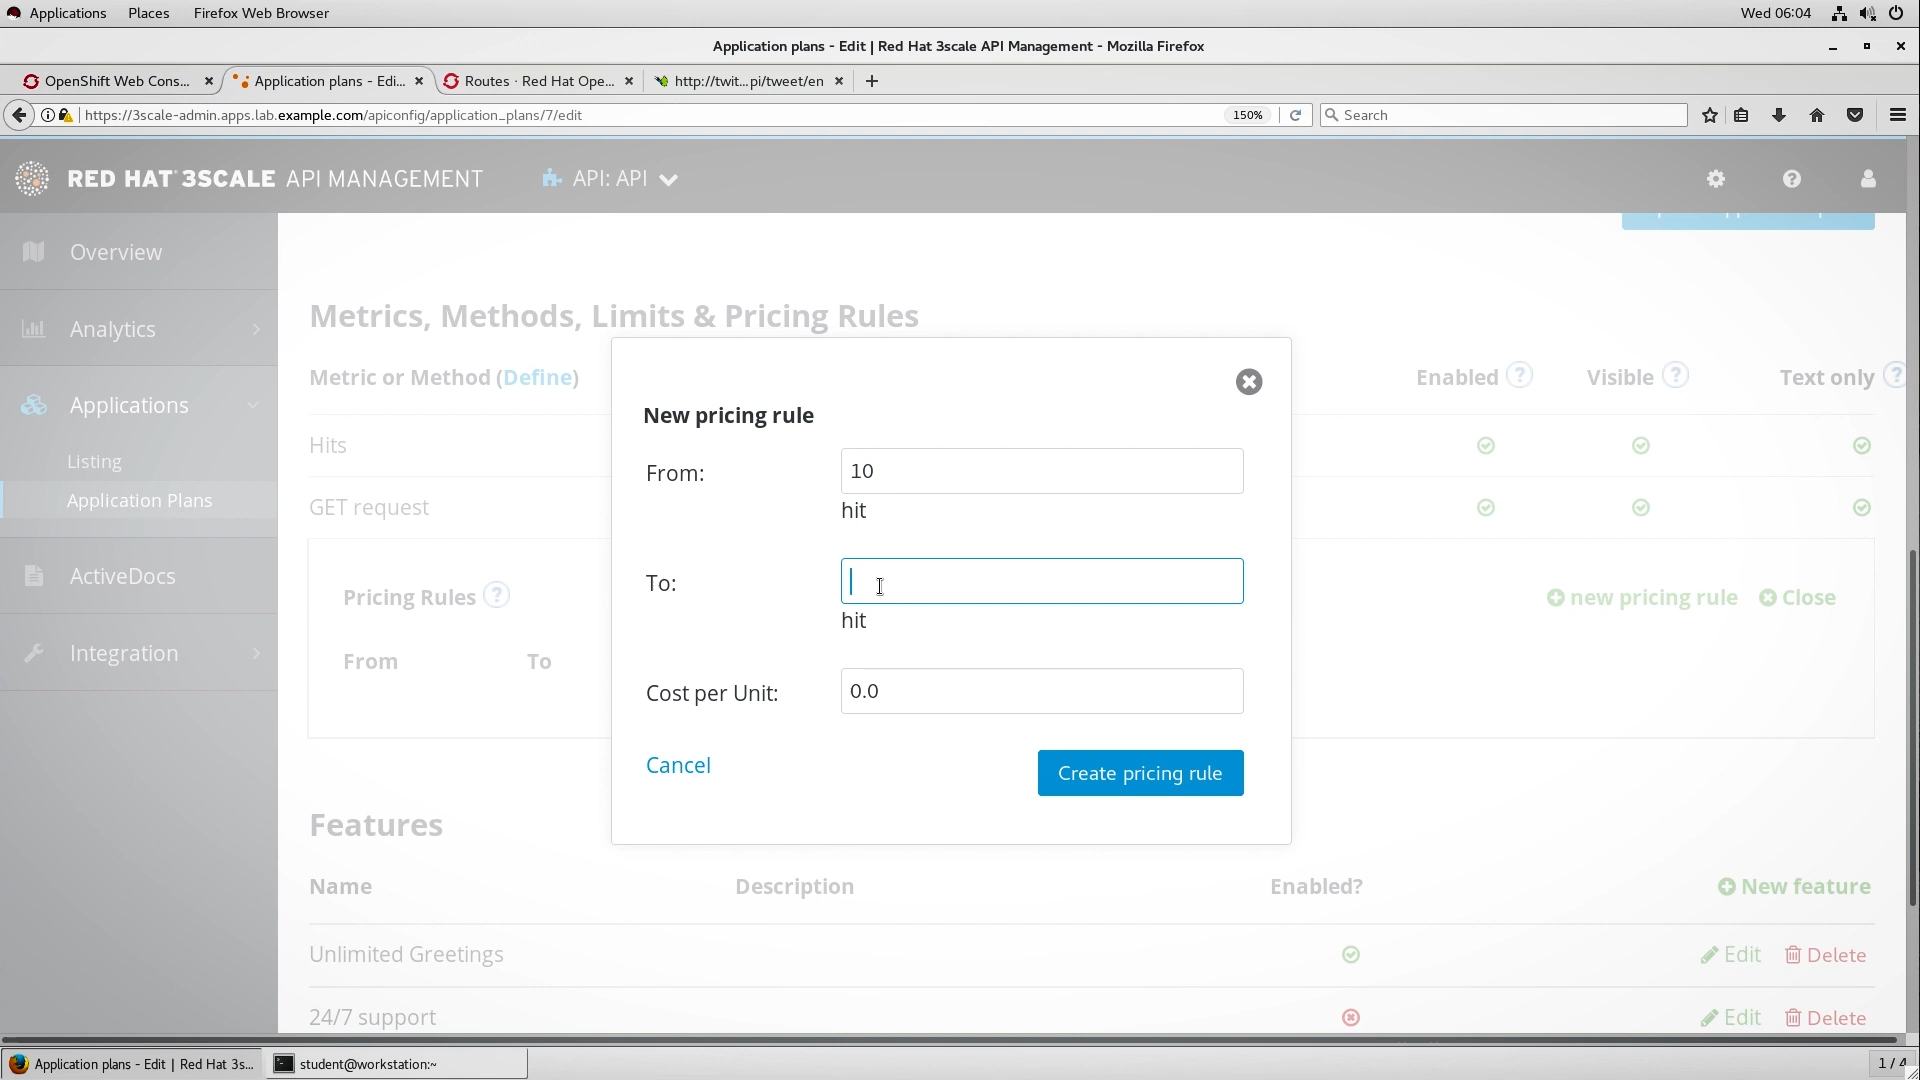 Applications Places Firefox Web Browser Wed 06:04
Application plans - Edit | Red Hat 3scale API Management - Mozilla Firefox
OpenShift Web Cons... Application plans - Edi... Routes · Red Hat Ope... http://twit...pi/tweet/en
https://3scale-admin.apps.lab.example.com/apiconfig/application_plans/7/edit 150% Search
RED HAT 3SCALE API MANAGEMENT API: API
Overview
Analytics
Applications
Listing
Application Plans
ActiveDocs
Integration
Metrics, Methods, Limits & Pricing Rules
Metric or Method (Define) Enabled ? Visible ? Text only ?
Hits
GET request
Pricing Rules ? new pricing rule Close
From To
New pricing rule
From: 10
hit
To:
hit
Cost per Unit: 0.0
Cancel Create pricing rule
Features
Name Description Enabled? New feature
Unlimited Greetings Edit Delete
24/7 support Edit Delete
Application plans - Edit | Red Hat 3s... student@workstation:~ 1 / 4